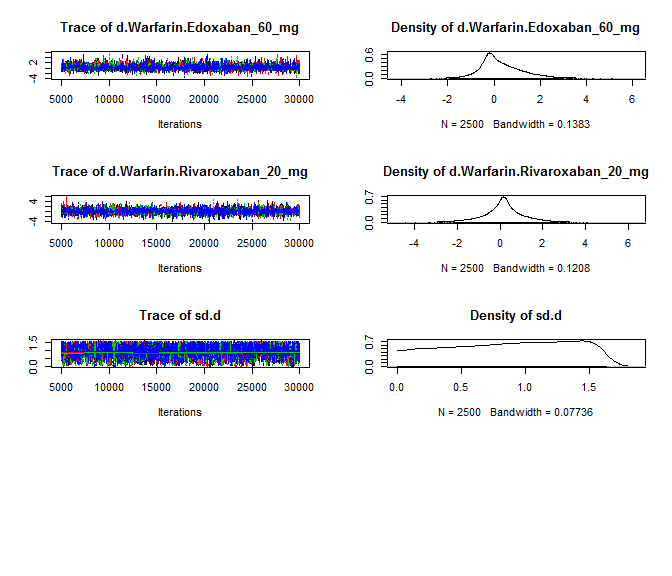 Trace of d.Warfarin.Edoxaban_60_mg
-4 2
5000 10000 15000 20000 25000 30000
Iterations
Density of d.Warfarin.Edoxaban_60_mg
0.0 0.6
-4 -2 0 2 4 6
N = 2500 Bandwidth = 0.1383
Trace of d.Warfarin.Rivaroxaban_20_mg
-4 4
5000 10000 15000 20000 25000 30000
Iterations
Density of d.Warfarin.Rivaroxaban_20_mg
0.0 0.7
-4 -2 0 2 4 6
N = 2500 Bandwidth = 0.1208
Trace of sd.d
0.0 1.5
5000 10000 15000 20000 25000 30000
Iterations
Density of sd.d
0.0 0.7
0.0 0.5 1.0 1.5
N = 2500 Bandwidth = 0.07736